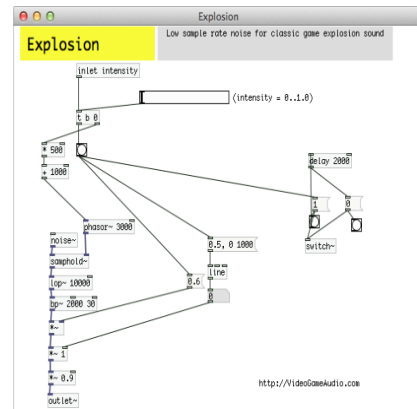 Explosion
Explosion
Low sample rate noise for classic game explosion sound
inlet intensity
(intensity = 0..1.0)
t b 0
* 500
+ 1000
delay 2000
1
0
phasor~ 3000
noise~
0.5, 0 1000
switch~
samphold~
line
lop~ 10000
0.6
0
bp~ 2000 30
*~
*~ 1
*~ 0.9
http://VideoGameAudio.com
outlet~